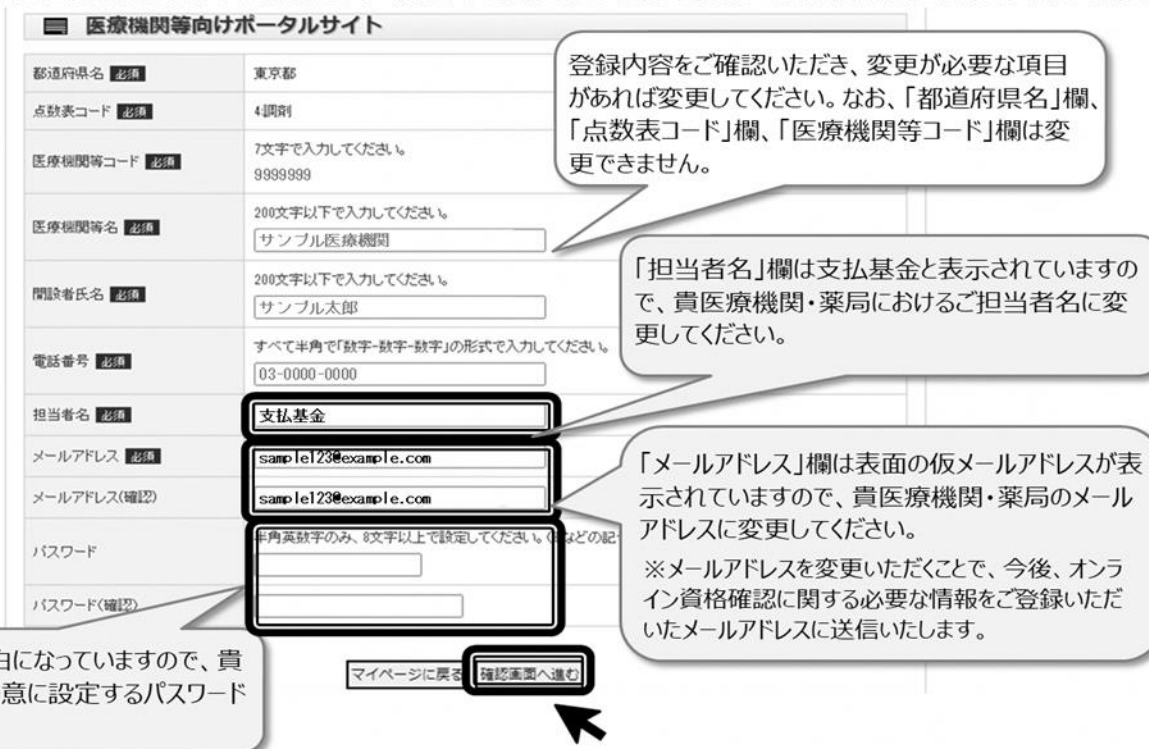 医療機関等向けポータルサイト
都道府県名 必須 東京都
点数表コード 必須 4:調剤
医療機関等コード 必須 7文字で入力してください。
9999999
医療機関等名 必須 200文字以下で入力してください。
サンプル医療機関
開設者氏名 必須 200文字以下で入力してください。
サンプル太郎
電話番号 必須 すべて半角で「数字-数字-数字」の形式で入力してください。
03-0000-0000
担当者名 必須 支払基金
メールアドレス 必須 sample123@example.com
メールアドレス(確認) sample123@example.com
パスワード 半角英数字のみ、8文字以上で設定してください。
などの記
パスワード(確認)
マイページに戻る 確認画面へ進む
登録内容をご確認いただき、変更が必要な項目
があれば変更してください。なお、「都道府県名」欄、
「点数表コード」欄、「医療機関等コード」欄は変
更できません。
「担当者名」欄は支払基金と表示されていますの
で、貴医療機関・薬局におけるご担当者名に変
更してください。
「メールアドレス」欄は表面の仮メールアドレスが表
示されていますので、貴医療機関・薬局のメール
アドレスに変更してください。
※メールアドレスを変更いただくことで、今後、オンラ
イン資格確認に関する必要な情報をご登録いただ
いたメールアドレスに送信いたします。
白になっていますので、貴
意に設定するパスワード